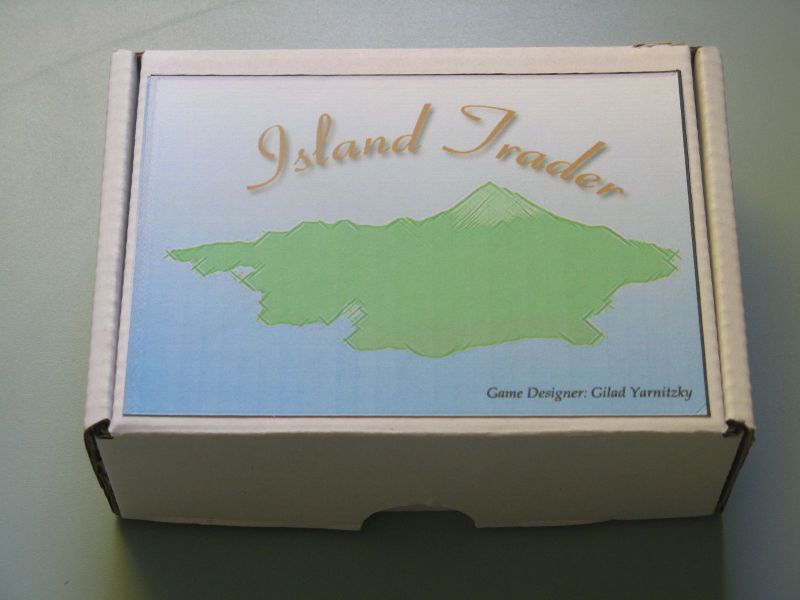 Island Trader
Game Designer: Gilad Yarnitzky